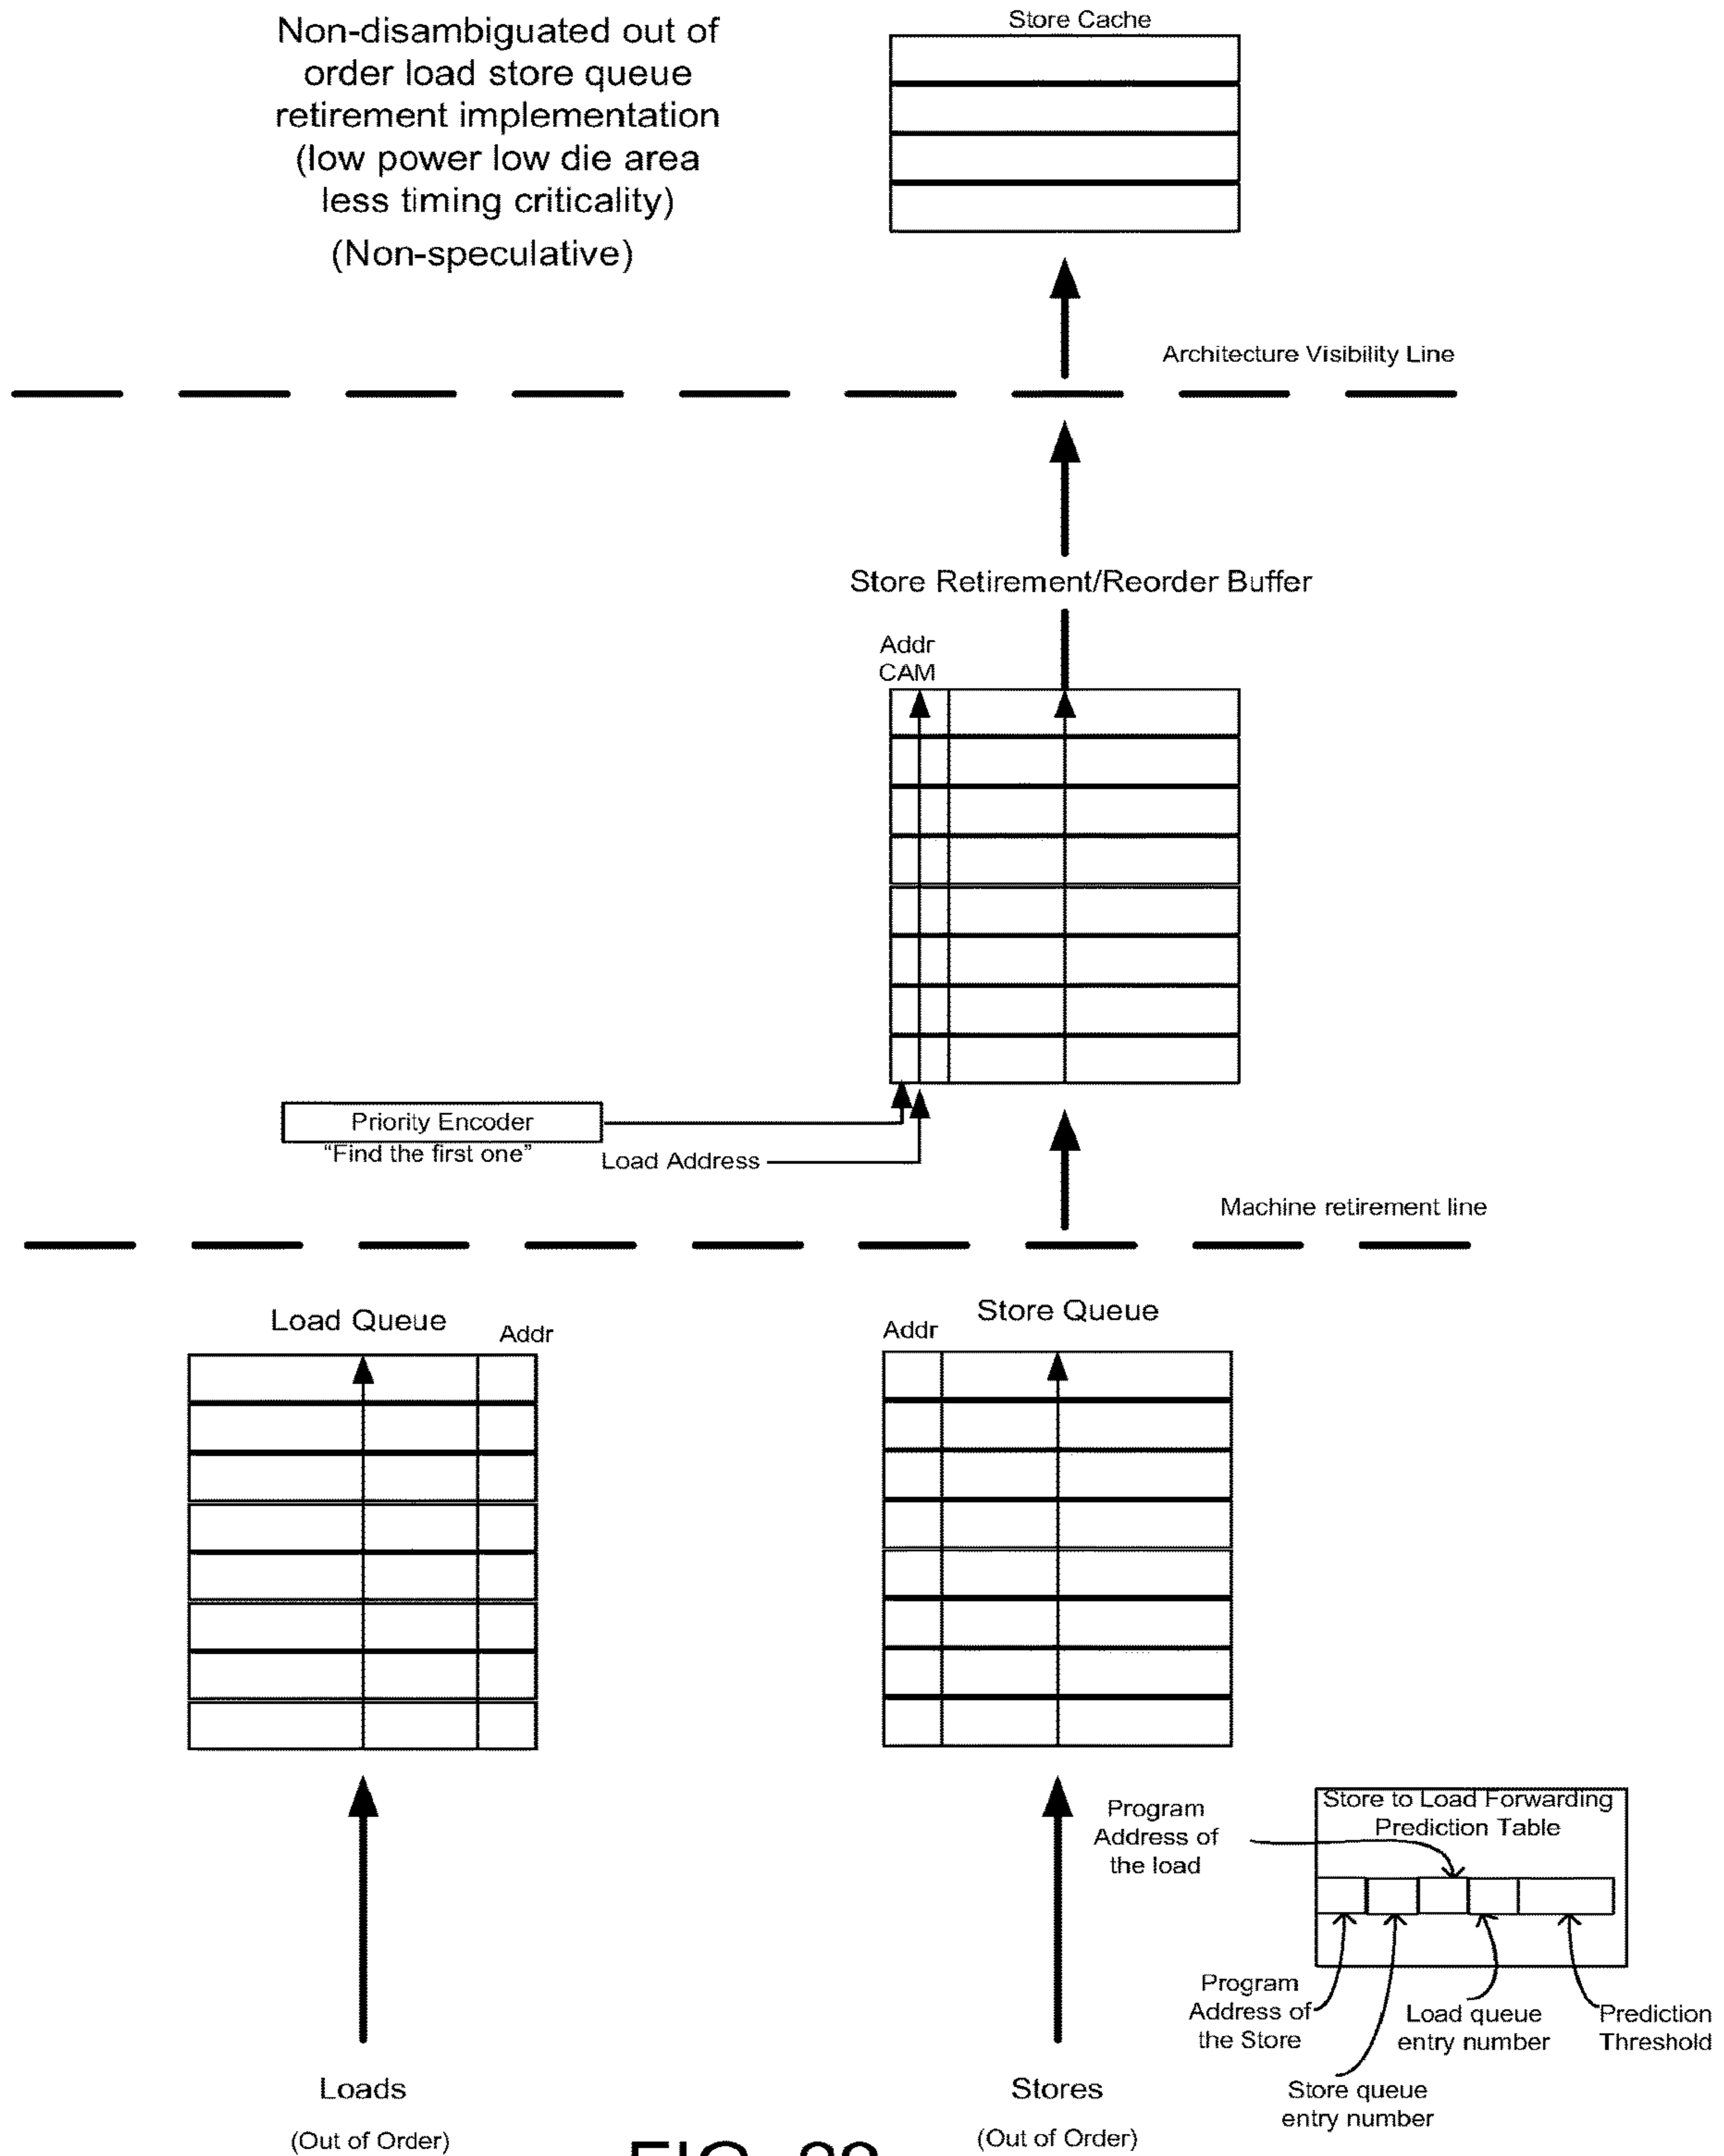 Non-disambiguated out of
order load store queue
retirement implementation
(low power low die area
less timing criticality)
(Non-speculative)
Store Cache
Architecture Visibility Line
Store Retirement/Reorder Buffer
Addr
CAM
Priority Encoder
"Find the first one"
Load Address
Machine retirement line
Load Queue
Addr
Store Queue
Addr
Program
Address of
the load
Store to Load Forwarding
Prediction Table
Program
Address of
the Store
Load queue
entry number
Prediction
Threshold
Store queue
entry number
Loads
(Out of Order)
Stores
(Out of Order)